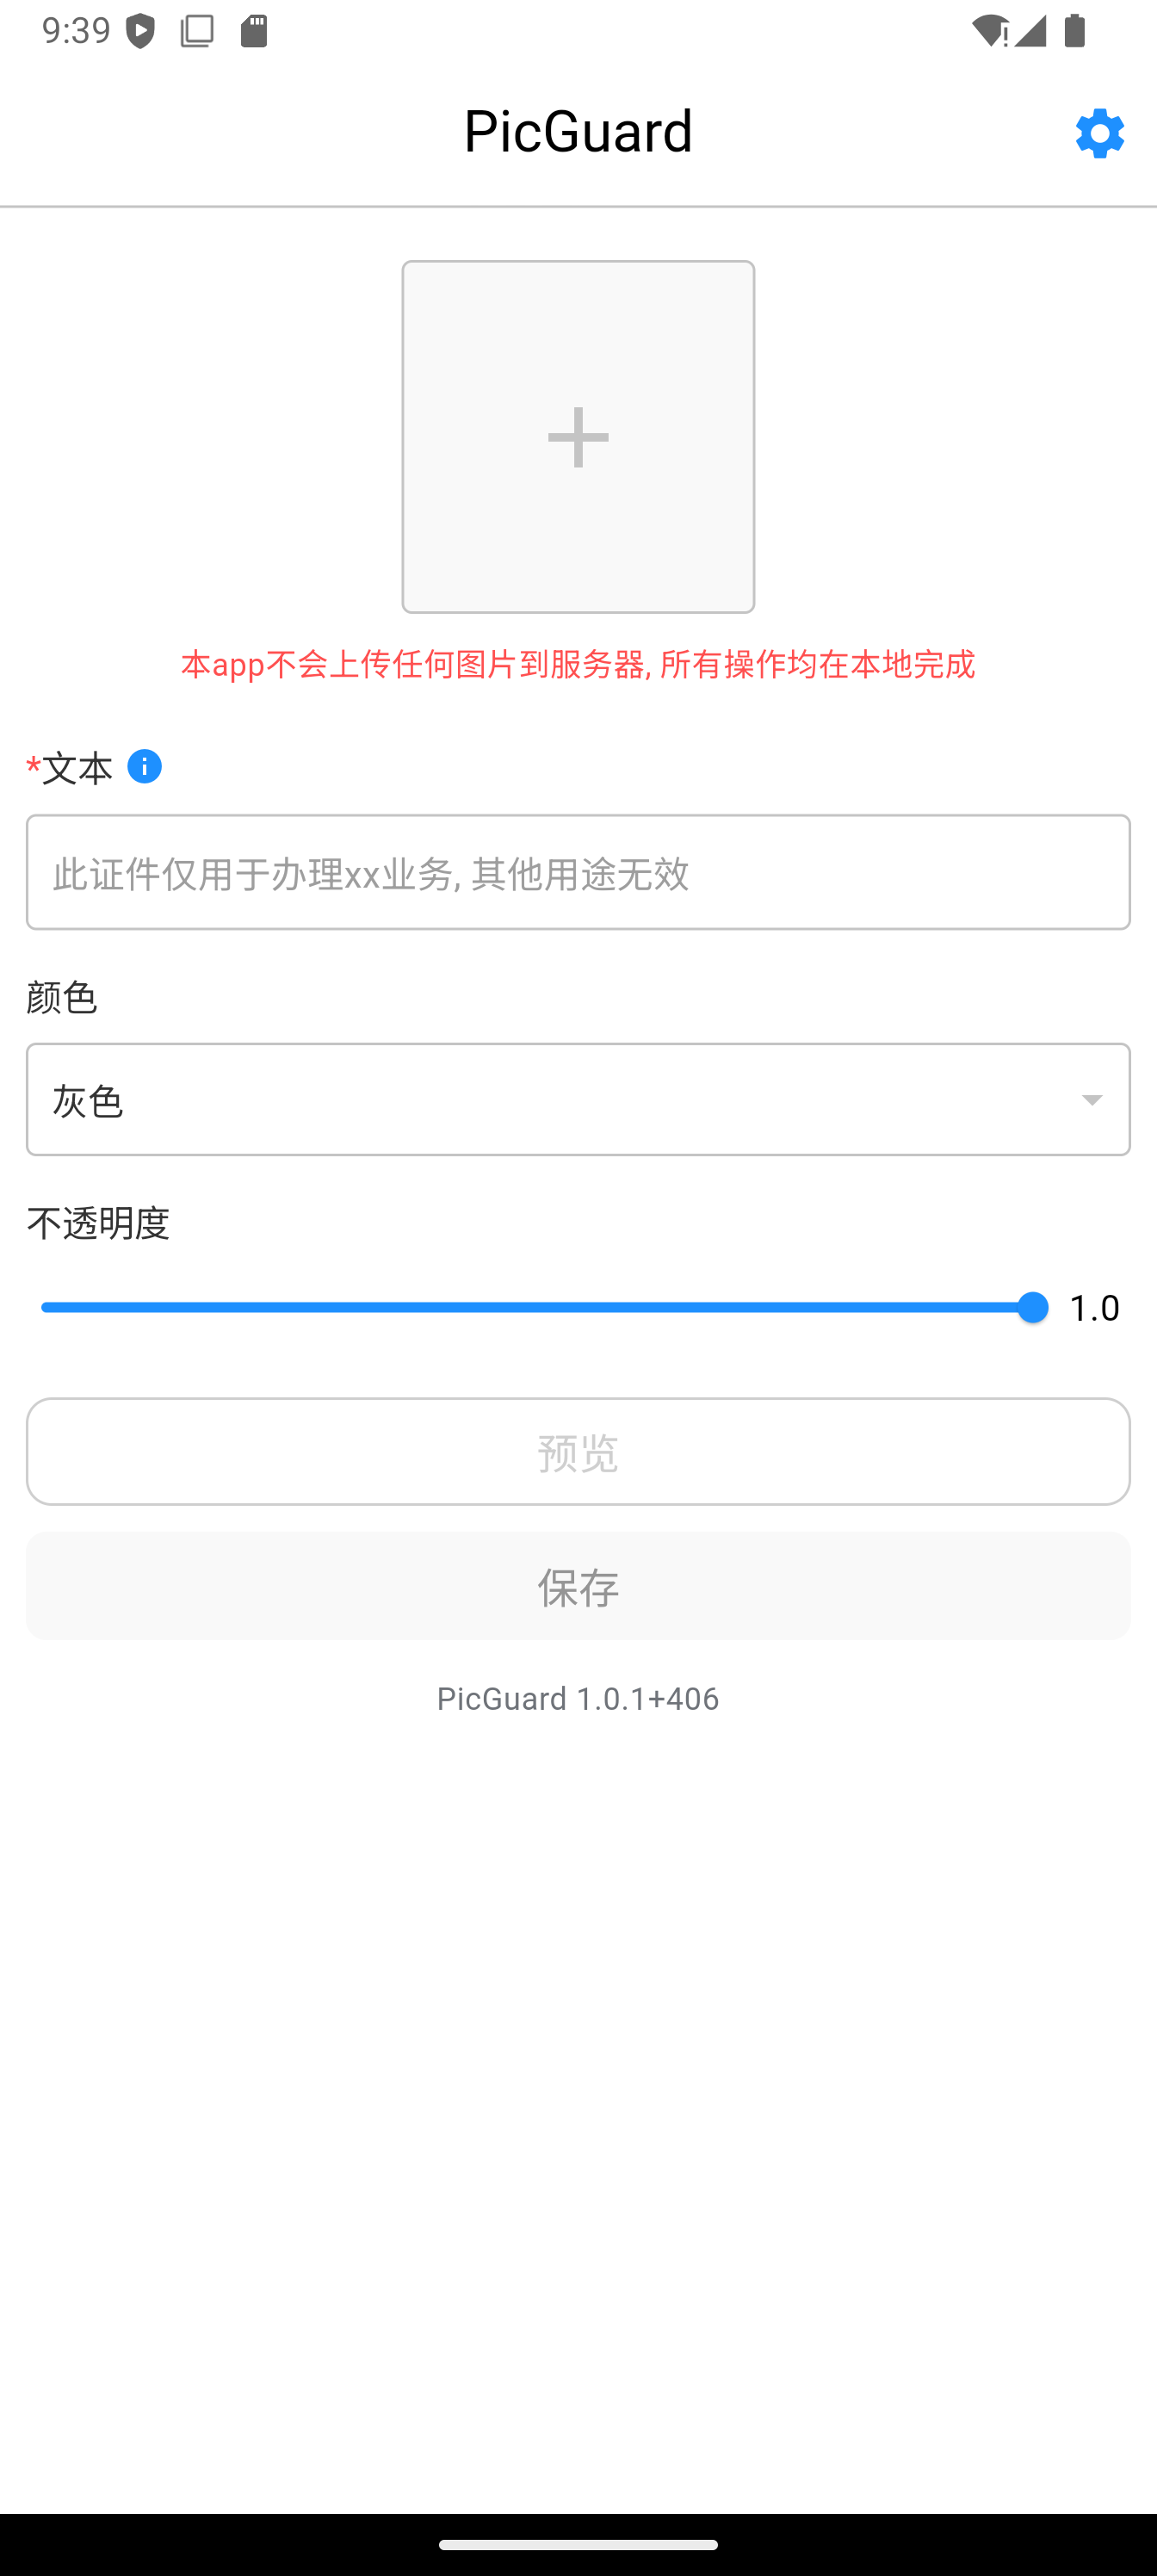 9:39
PicGuard
本app不会上传任何图片到服务器, 所有操作均在本地完成
*文本
此证件仅用于办理xx业务, 其他用途无效
颜色
灰色
不透明度
1.0
预览
保存
PicGuard 1.0.1+406